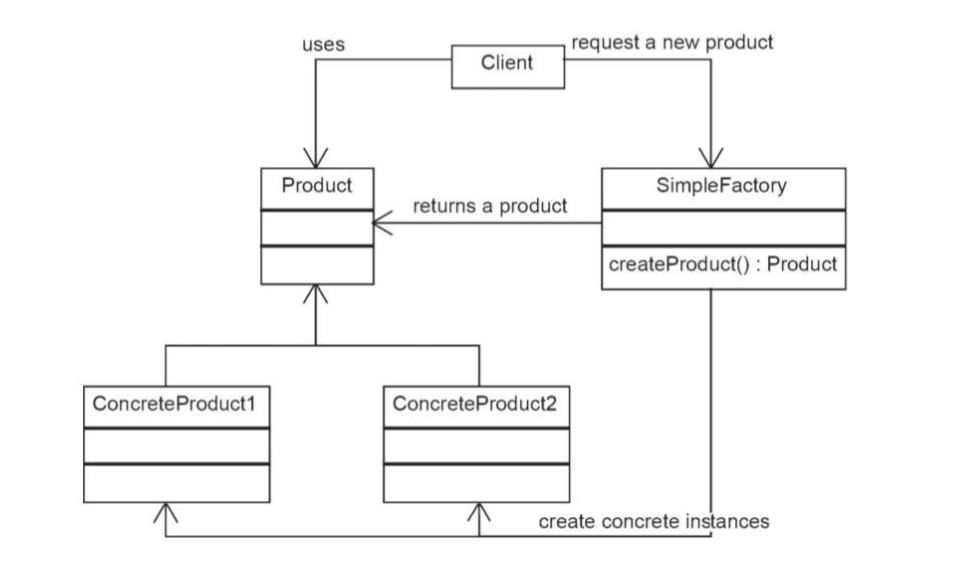 uses
request a new product
Client
Product
SimpleFactory
returns a product
createProduct() : Product
ConcreteProduct1
ConcreteProduct2
create concrete instances